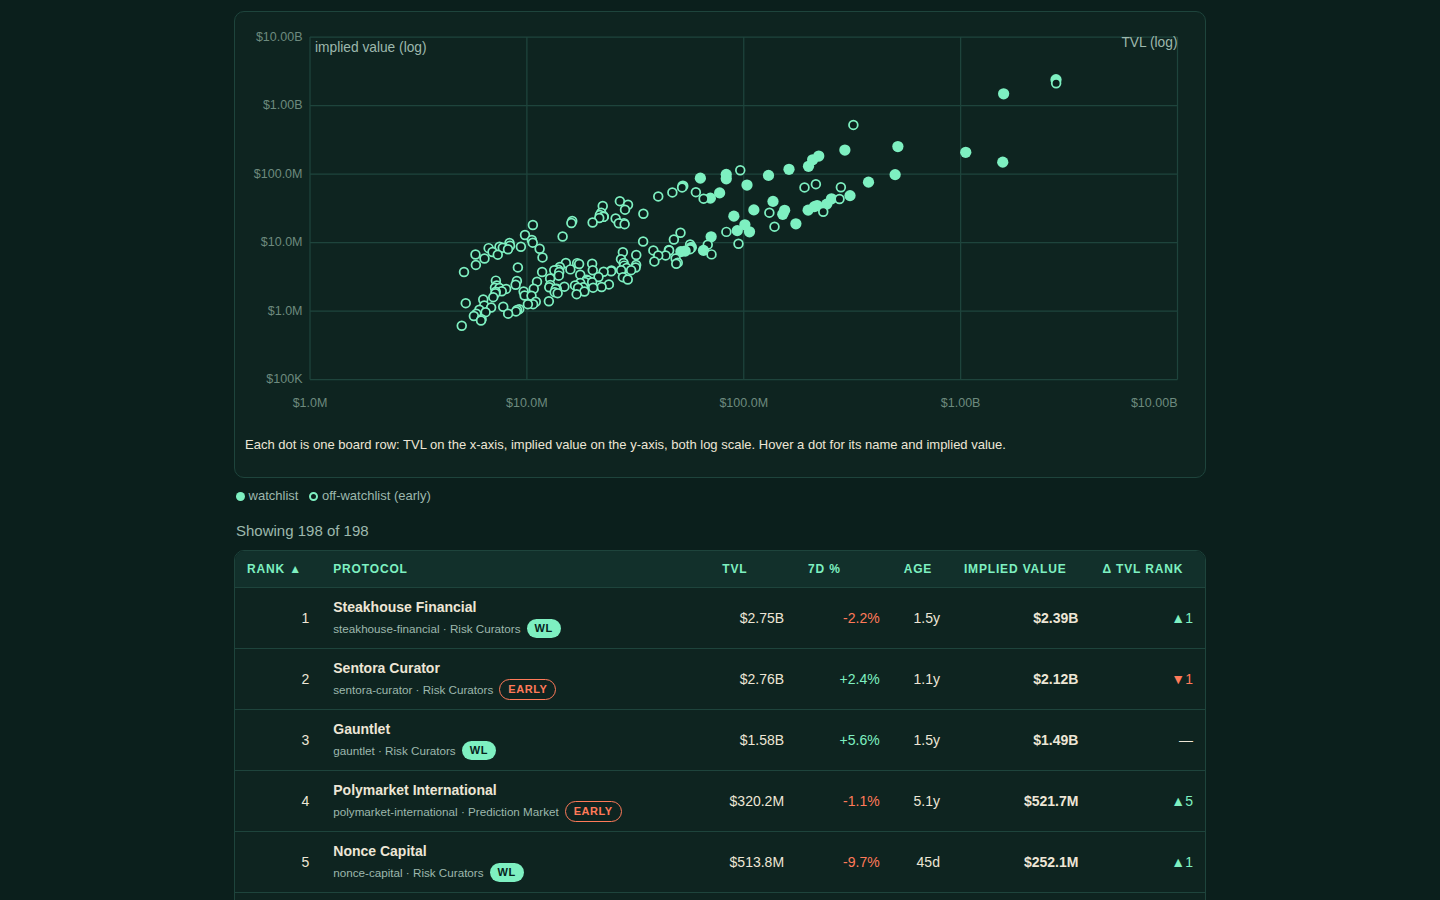 $10.00B
implied value (log)
TVL (log)
$1.00B
$100.0M
$10.0M
$1.0M
$100K
$1.0M $10.0M $100.0M $1.00B $10.00B
Each dot is one board row: TVL on the x-axis, implied value on the y-axis, both log scale. Hover a dot for its name and implied value.
watchlist off-watchlist (early)
Showing 198 of 198
RANK ▲ PROTOCOL TVL 7D % AGE IMPLIED VALUE Δ TVL RANK
Steakhouse Financial
1 $2.75B -2.2% 1.5y $2.39B ▲1
steakhouse-financial · Risk Curators WL
Sentora Curator
2 $2.76B +2.4% 1.1y $2.12B ▼1
sentora-curator · Risk Curators EARLY
Gauntlet
3 $1.58B +5.6% 1.5y $1.49B —
gauntlet · Risk Curators WL
Polymarket International
4 $320.2M -1.1% 5.1y $521.7M ▲5
polymarket-international · Prediction Market EARLY
Nonce Capital
5 $513.8M -9.7% 45d $252.1M ▲1
nonce-capital · Risk Curators WL